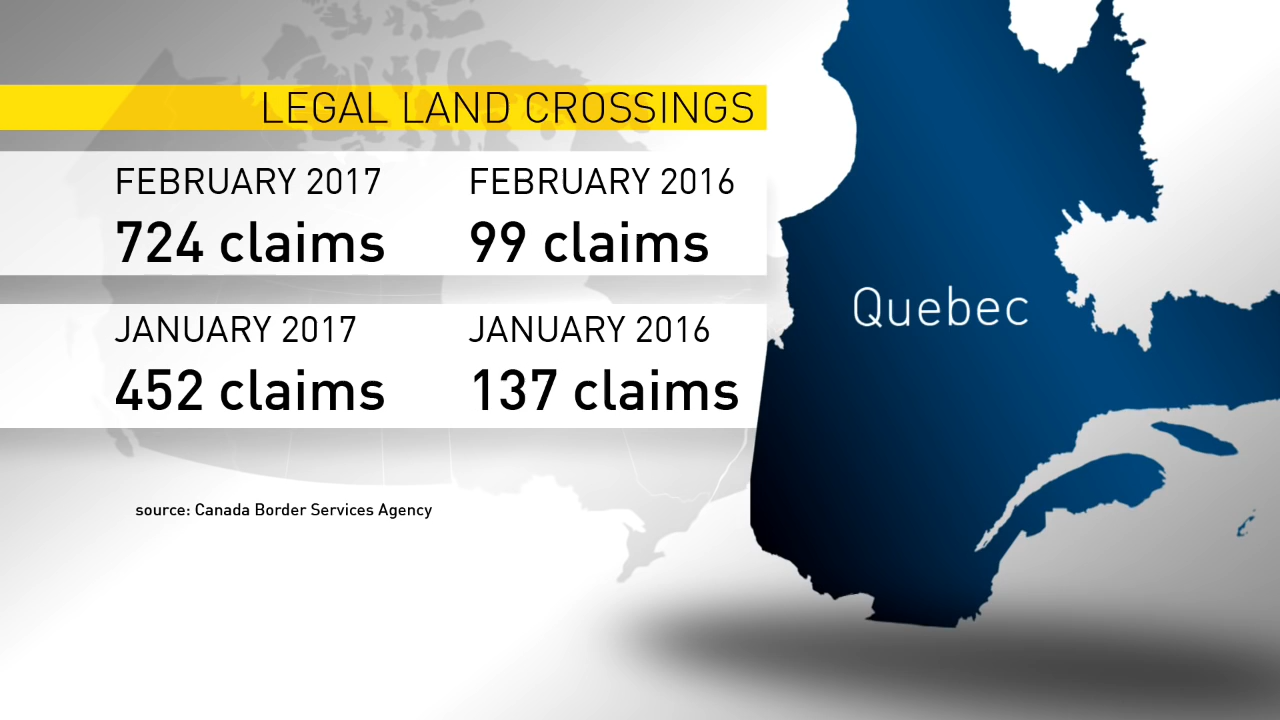 LEGAL LAND CROSSINGS
FEBRUARY 2017
724 claims
FEBRUARY 2016
99 claims
JANUARY 2017
452 claims
JANUARY 2016
137 claims
source: Canada Border Services Agency
Quebec